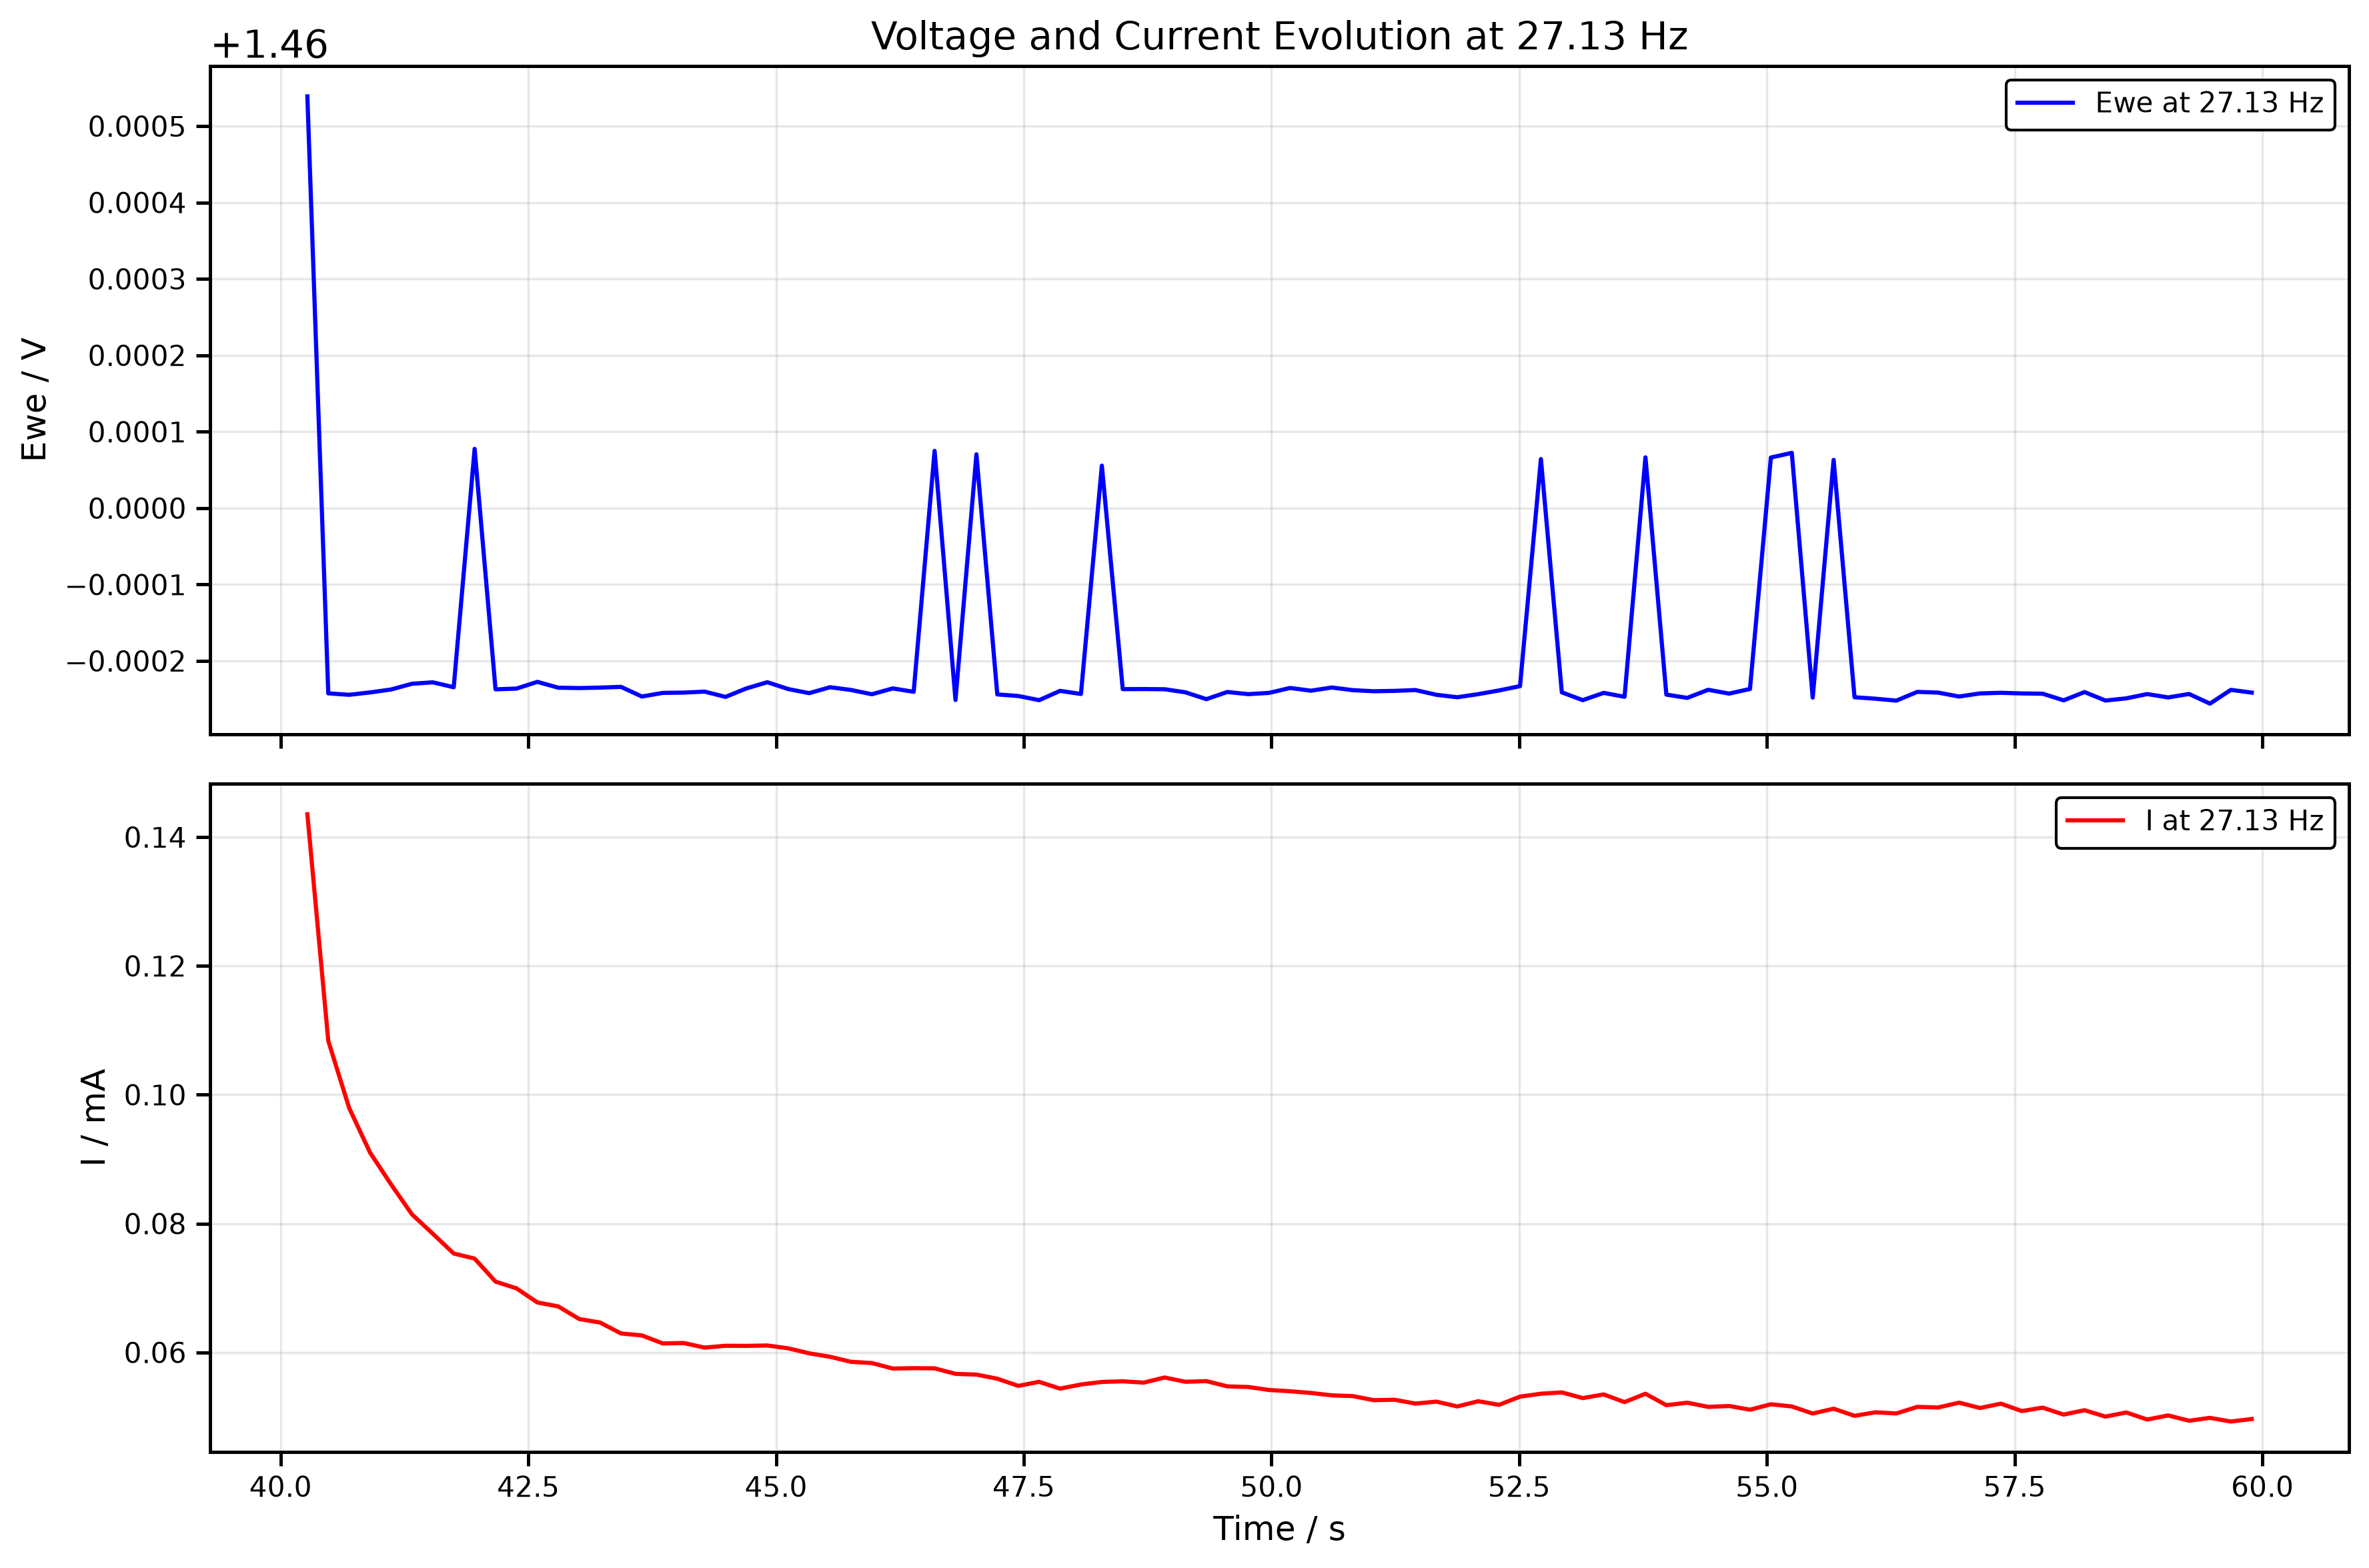 Voltage and Current Evolution at 27.13 Hz
+1.46
Ewe at 27.13 Hz
0.0005
0.0004
0.0003
0.0002
0.0001
0.0000
−0.0001
−0.0002
Ewe / V
I at 27.13 Hz
0.14
0.12
0.10
0.08
0.06
I / mA
40.0 42.5 45.0 47.5 50.0 52.5 55.0 57.5 60.0
Time / s